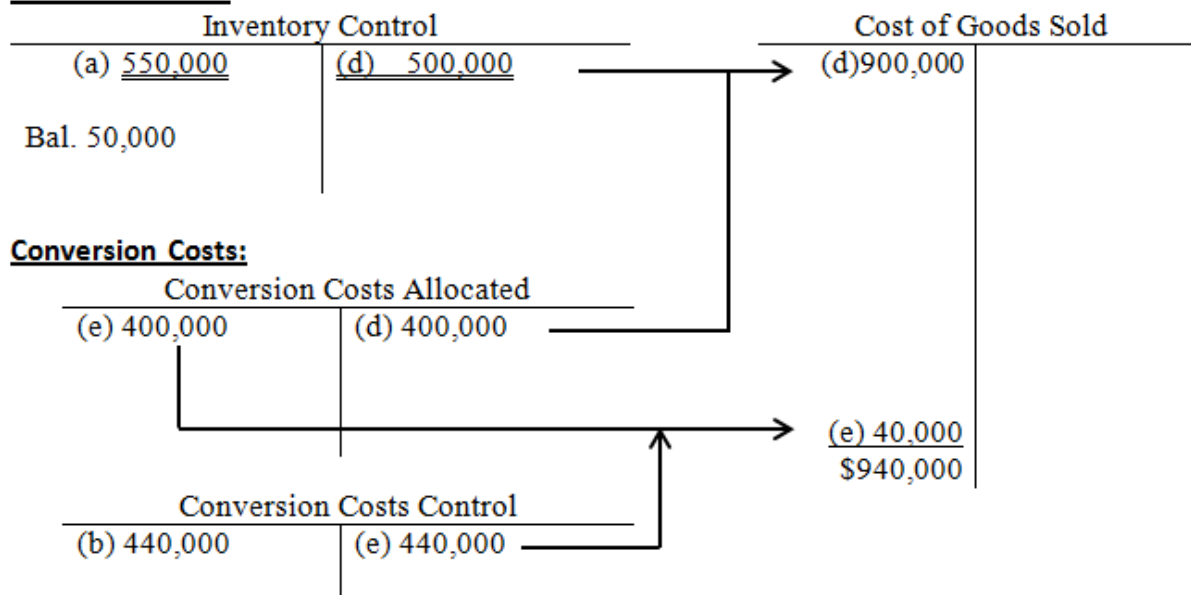 Inventory Control
Cost of Goods Sold
(a) 550,000
(d) 500,000
(d)900,000
Bal. 50,000
Conversion Costs:
Conversion Costs Allocated
(e) 400,000
(d) 400,000
(e) 40,000
$940,000
Conversion Costs Control
(b) 440,000
(e) 440,000